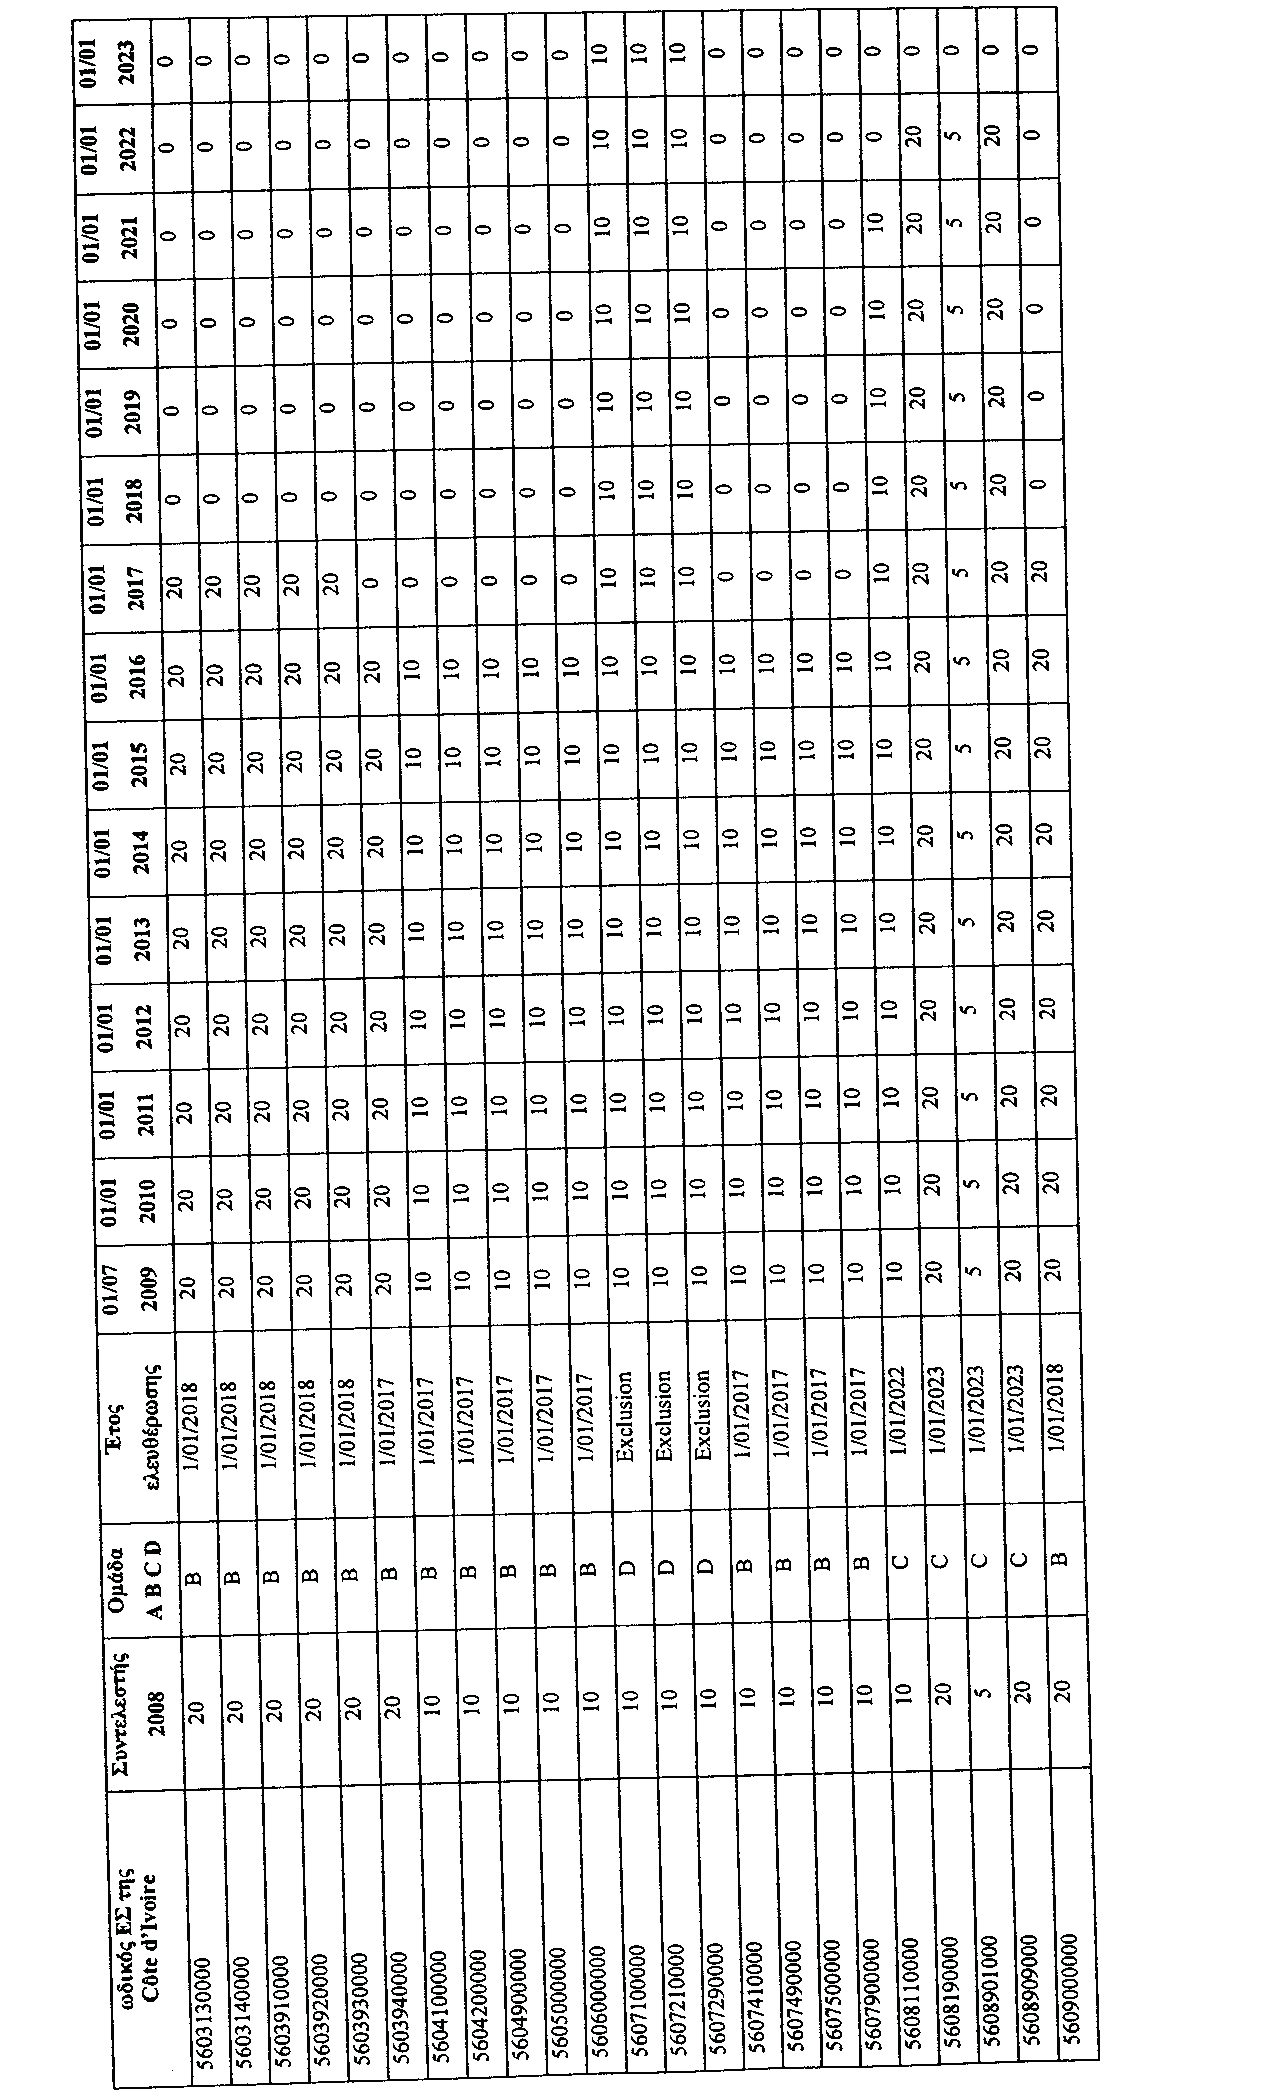 ωδικός ΕΣ της Côte d'Ivoire Συντελεστής 2008 Ομάδα A B C D Έτος ελευθέρωσης 01/07 2009 01/01 2010 01/01 2011 01/01 2012 01/01 2013 01/01 2014 01/01 2015 01/01 2016 01/01 2017 01/01 2018 01/01 2019 01/01 2020 01/01 2021 01/01 2022 01/01 2023
5603130000 20 B 1/01/2018 20 20 20 20 20 20 20 20 20 0 0 0 0 0 0
5603140000 20 B 1/01/2018 20 20 20 20 20 20 20 20 20 0 0 0 0 0 0
5603910000 20 B 1/01/2018 20 20 20 20 20 20 20 20 20 0 0 0 0 0 0
5603920000 20 B 1/01/2018 20 20 20 20 20 20 20 20 20 0 0 0 0 0 0
5603930000 20 B 1/01/2018 20 20 20 20 20 20 20 20 20 0 0 0 0 0 0
5603940000 20 B 1/01/2017 20 20 20 20 20 20 20 20 0 0 0 0 0 0 0
5604100000 10 B 1/01/2017 10 10 10 10 10 10 10 10 0 0 0 0 0 0 0
5604200000 10 B 1/01/2017 10 10 10 10 10 10 10 10 0 0 0 0 0 0 0
5604900000 10 B 1/01/2017 10 10 10 10 10 10 10 10 0 0 0 0 0 0 0
5605000000 10 B 1/01/2017 10 10 10 10 10 10 10 10 0 0 0 0 0 0 0
5606000000 10 B 1/01/2017 10 10 10 10 10 10 10 10 0 0 0 0 0 0 0
5607100000 10 D Exclusion 10 10 10 10 10 10 10 10 10 10 10 10 10 10 10
5607210000 10 D Exclusion 10 10 10 10 10 10 10 10 10 10 10 10 10 10 10
5607290000 10 D Exclusion 10 10 10 10 10 10 10 10 10 10 10 10 10 10 10
5607410000 10 B 1/01/2017 10 10 10 10 10 10 10 10 0 0 0 0 0 0 0
5607490000 10 B 1/01/2017 10 10 10 10 10 10 10 10 0 0 0 0 0 0 0
5607500000 10 B 1/01/2017 10 10 10 10 10 10 10 10 0 0 0 0 0 0 0
5607900000 10 B 1/01/2017 10 10 10 10 10 10 10 10 0 0 0 0 0 0 0
5608110000 10 C 1/01/2022 10 10 10 10 10 10 10 10 10 10 10 10 10 0 0
5608190000 20 C 1/01/2023 20 20 20 20 20 20 20 20 20 20 20 20 20 20 0
5608901000 5 C 1/01/2023 5 5 5 5 5 5 5 5 5 5 5 5 5 5 0
5608909000 20 C 1/01/2023 20 20 20 20 20 20 20 20 20 20 20 20 20 20 0
5609000000 20 B 1/01/2018 20 20 20 20 20 20 20 20 20 0 0 0 0 0 0